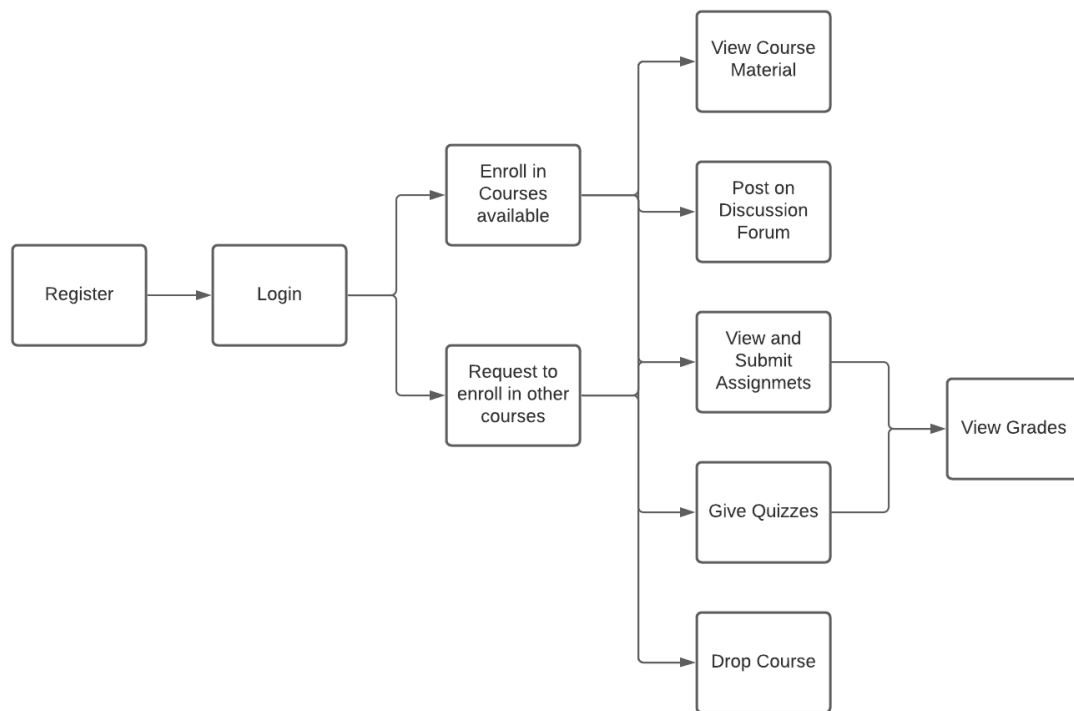 Register
Login
Enroll in
Courses
available
Request to
enroll in other
courses
View Course
Material
Post on
Discussion
Forum
View and
Submit
Assignmets
Give Quizzes
Drop Course
View Grades